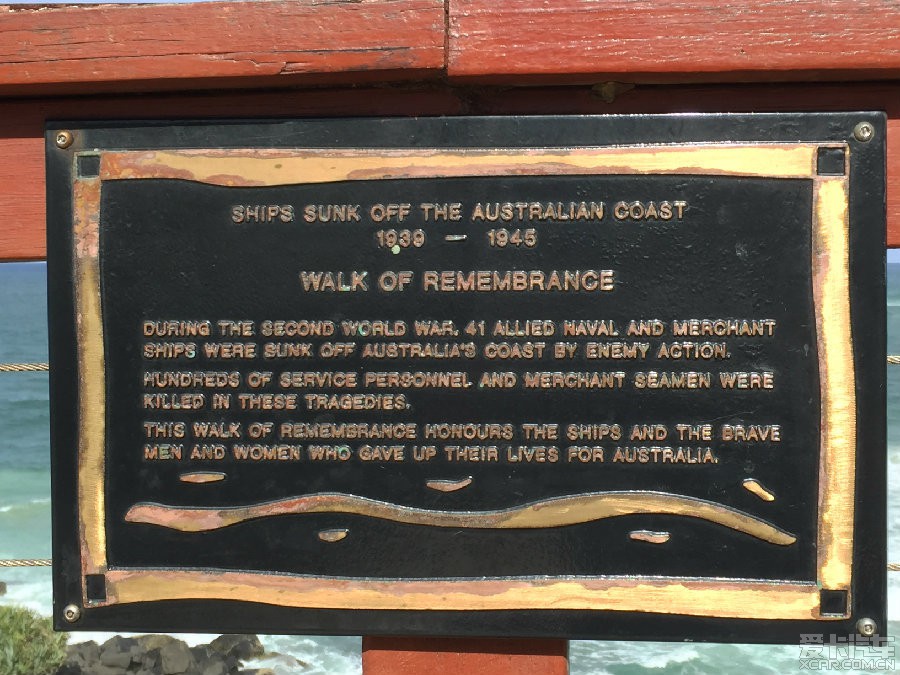 SHIPS SUNK OFF THE AUSTRALIAN COAST
1939 — 1945
WALK OF REMEMBRANCE
DURING THE SECOND WORLD WAR, 41 ALLIED NAVAL AND MERCHANT
SHIPS WERE SUNK OFF AUSTRALIA'S COAST BY ENEMY ACTION.
HUNDREDS OF SERVICE PERSONNEL AND MERCHANT SEAMEN WERE
KILLED IN THESE TRAGEDIES.
THIS WALK OF REMEMBRANCE HONOURS THE SHIPS AND THE BRAVE
MEN AND WOMEN WHO GAVE UP THEIR LIVES FOR AUSTRALIA.
爱卡汽车
XCAR.COM.CN